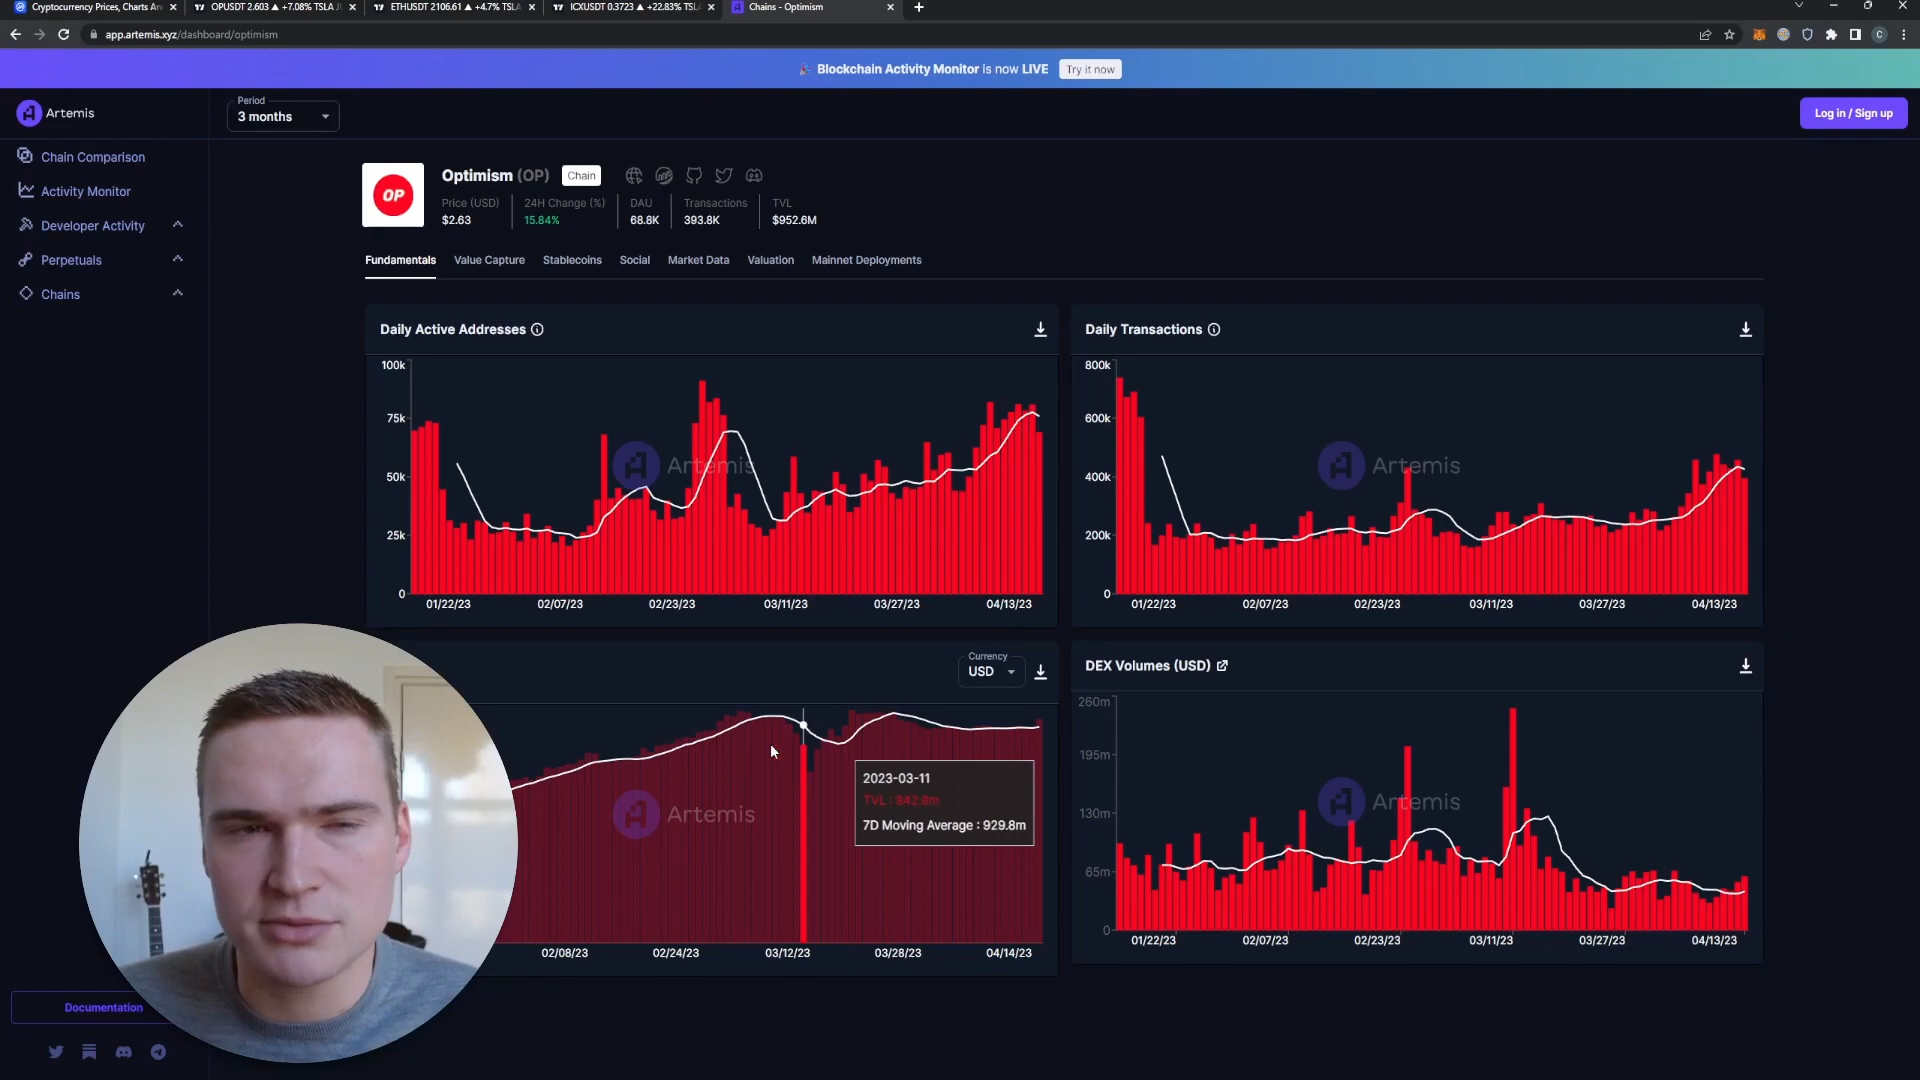 Cryptocurrency Prices, Charts An
OPUSDT 2.603 ▲ +7.08% TSLA
ETHUSDT 2106.61 ▲ +4.7% TSLA
ICXUSDT 0.3723 ▲ +22.83% TSL
Chains - Optimism
app.artemis.xyz/dashboard/optimism
Blockchain Activity Monitor is now LIVE
Try it now
Artemis
Period
3 months
Log in / Sign up
Chain Comparison
Activity Monitor
Developer Activity
Perpetuals
Chains
OP
Optimism (OP)
Chain
Price (USD)
$2.63
24H Change (%)
15.84%
DAU
68.8K
Transactions
393.8K
TVL
$952.6M
Fundamentals
Value Capture
Stablecoins
Social
Market Data
Valuation
Mainnet Deployments
Daily Active Addresses
100k
75k
50k
25k
0
Artemis
01/22/23
02/07/23
02/23/23
03/11/23
03/27/23
04/13/23
Daily Transactions
800k
600k
400k
200k
0
Artemis
01/22/23
02/07/23
02/23/23
03/11/23
03/27/23
04/13/23
Currency
USD
Artemis
2023-03-11
TVL : 842.8m
7D Moving Average : 929.8m
02/08/23
02/24/23
03/12/23
03/28/23
04/14/23
DEX Volumes (USD)
260m
195m
130m
65m
0
Artemis
01/22/23
02/07/23
02/23/23
03/11/23
03/27/23
04/13/23
Documentation